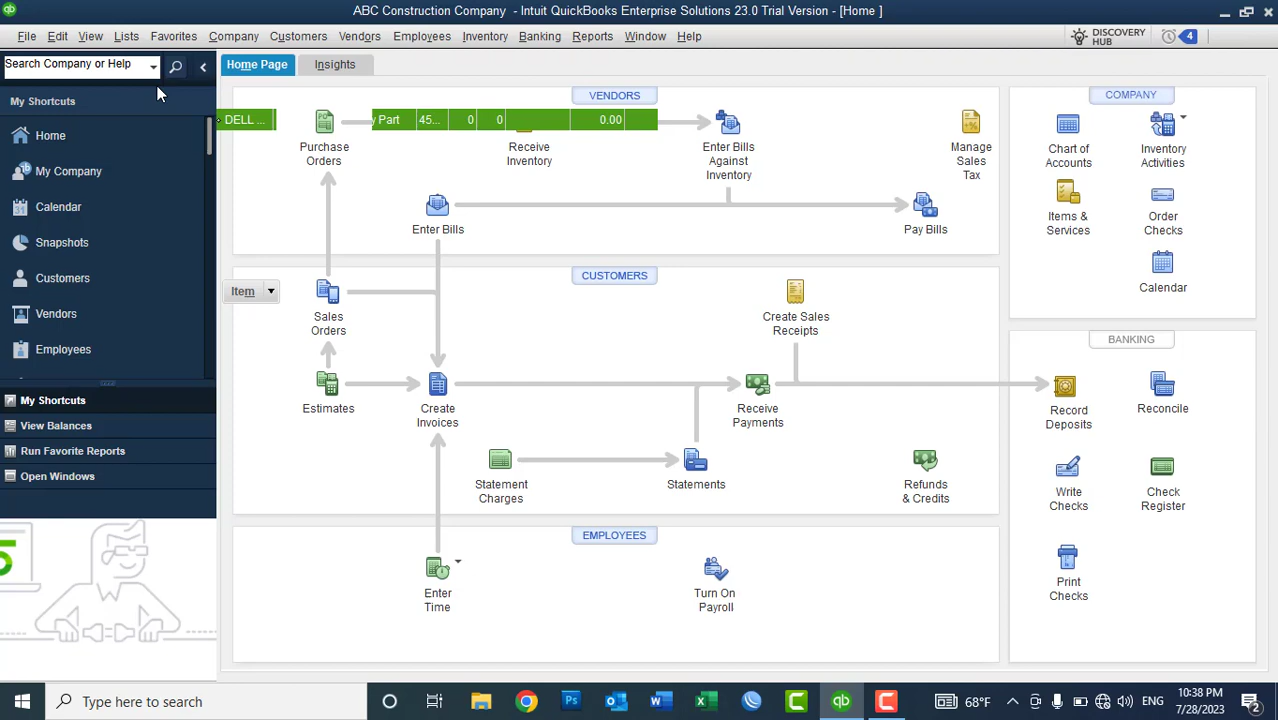 ABC Construction Company - Intuit QuickBooks Enterprise Solutions 23.0 Trial Version - [Home ]
File Edit View Lists Favorites Company Customers Vendors Employees Inventory Banking Reports Window Help
DISCOVERY
HUB
4
Search Company or Help
Home Page Insights
My Shortcuts
Home
My Company
Calendar
Snapshots
Customers
Vendors
Employees
My Shortcuts
View Balances
Run Favorite Reports
Open Windows
VENDORS
DELL ...
y Part 45... 0 0 0.00
Purchase
Orders
Receive
Inventory
Enter Bills
Against
Inventory
Manage
Sales
Tax
Enter Bills
Pay Bills
CUSTOMERS
Item
Sales
Orders
Create Sales
Receipts
Estimates
Create
Invoices
Receive
Payments
Statement
Charges
Statements
Refunds
& Credits
EMPLOYEES
Enter
Time
Turn On
Payroll
COMPANY
Chart of
Accounts
Inventory
Activities
Items &
Services
Order
Checks
Calendar
BANKING
Record
Deposits
Reconcile
Write
Checks
Check
Register
Print
Checks
Type here to search
68°F
ENG
10:38 PM
7/28/2023
2